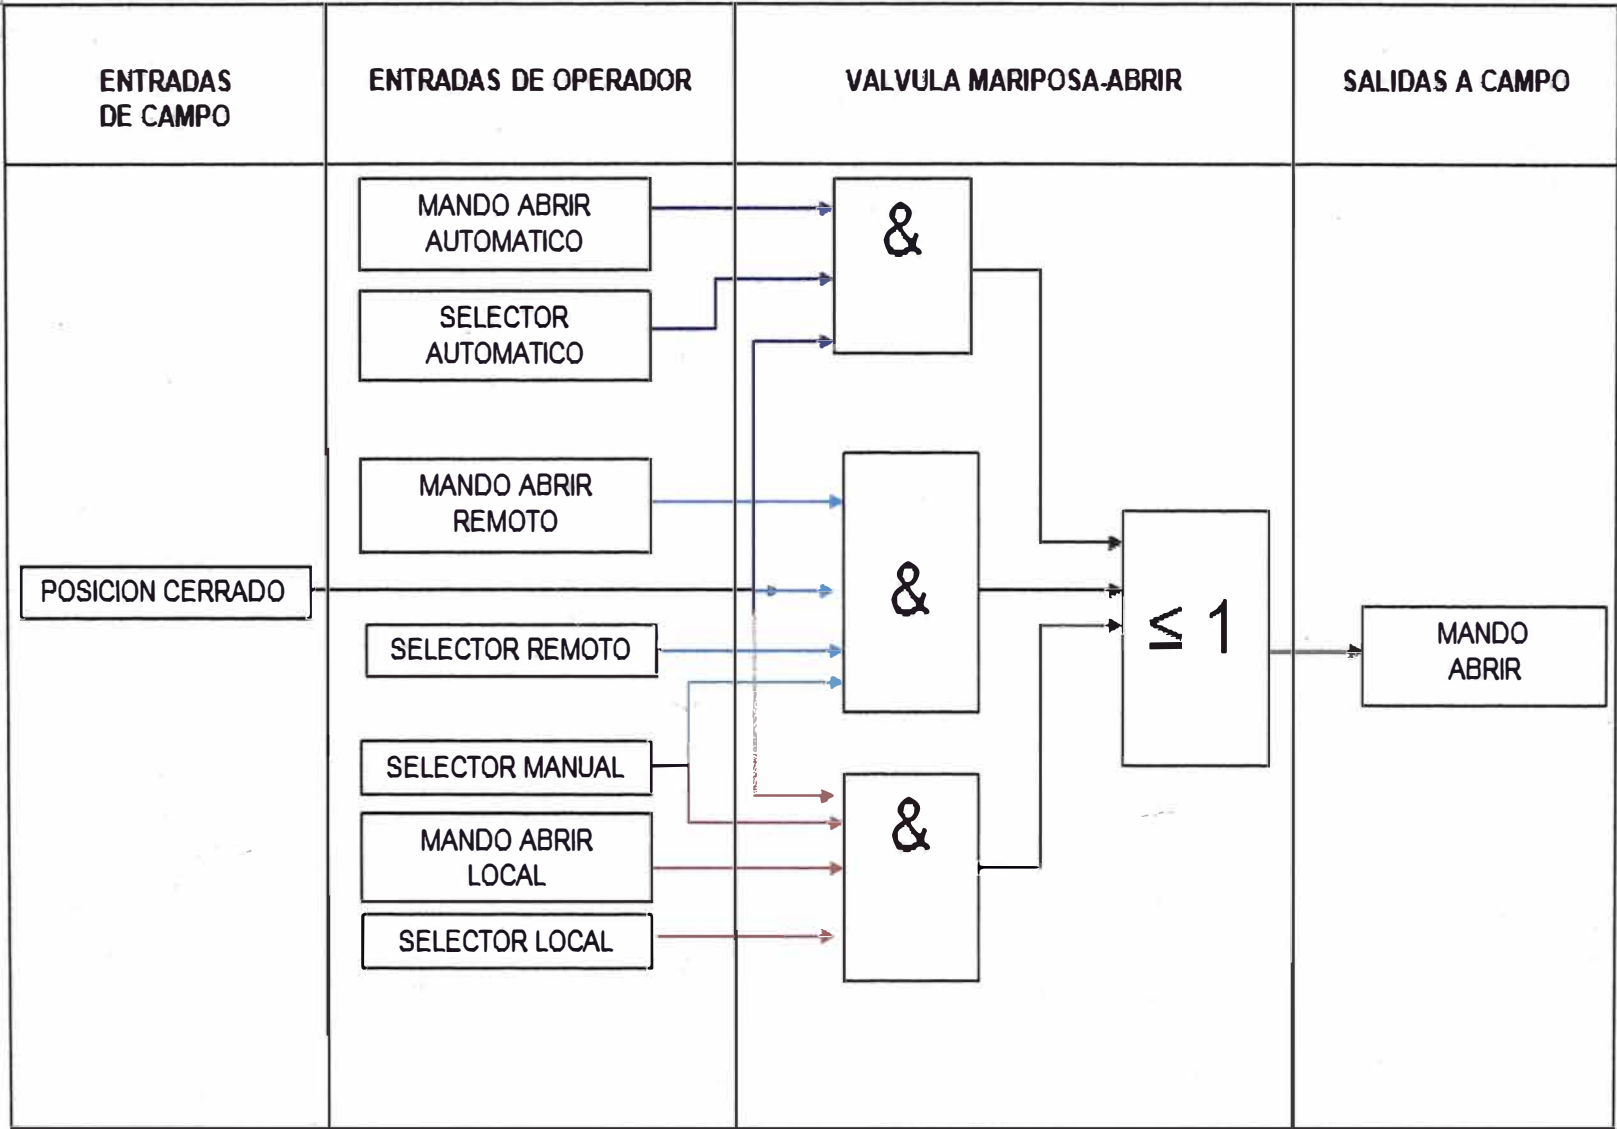 ENTRADAS
DE CAMPO
ENTRADAS DE OPERADOR
VALVULA MARIPOSA-ABRIR
SALIDAS A CAMPO
MANDO ABRIR
AUTOMATICO
&
SELECTOR
AUTOMATICO
MANDO ABRIR
REMOTO
POSICION CERRADO
&
SELECTOR REMOTO
≤ 1
MANDO
ABRIR
SELECTOR MANUAL
MANDO ABRIR
LOCAL
&
SELECTOR LOCAL